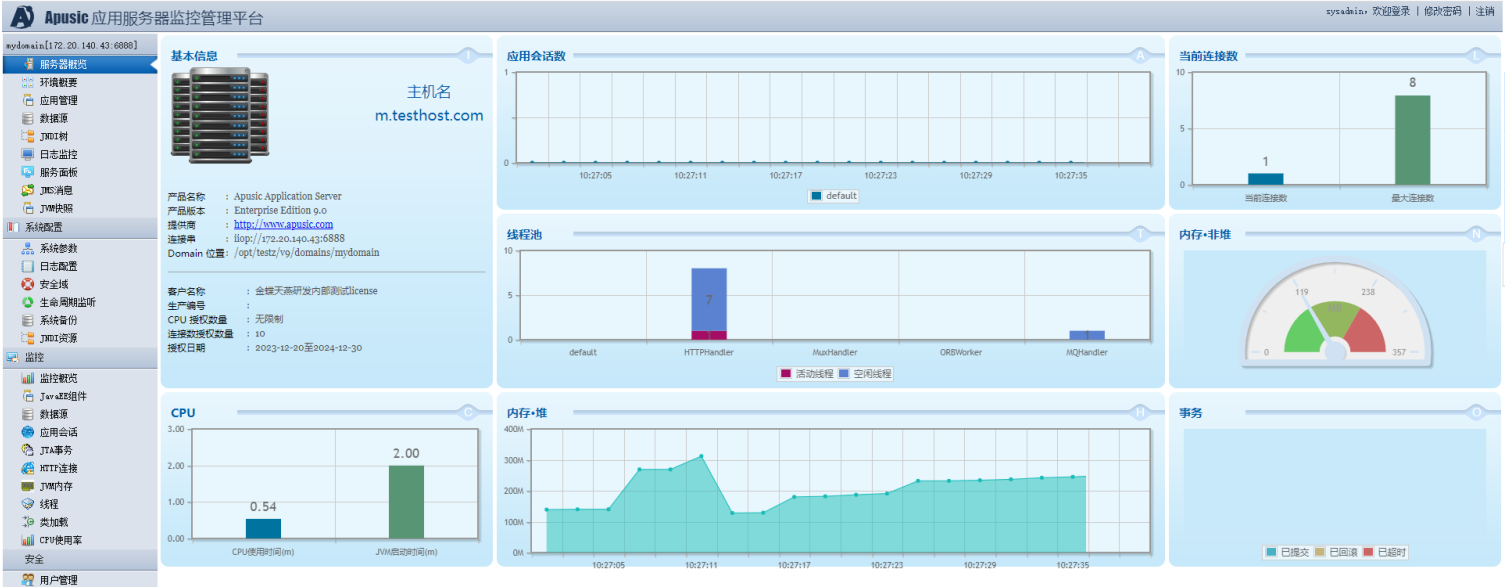 Apusic 应用服务器监控管理平台
sysadmin，欢迎登录 | 修改密码 | 注销
mydomain[172.20.140.43:6888]
服务器概览
环境概要
应用管理
数据源
JNDI树
日志监控
服务面板
JMS消息
JVM快照
系统配置
系统参数
日志配置
安全域
生命周期监听
系统备份
JNDI资源
监控
监控概览
JavaEE组件
数据源
应用会话
JTA事务
HTTP连接
JVM内存
线程
类加载
CPU使用率
安全
用户管理
基本信息
I
主机名
m.testhost.com
产品名称 : Apusic Application Server
产品版本 : Enterprise Edition 9.0
提供商 : http://www.apusic.com
连接串 : iiop://172.20.140.43:6888
Domain 位置 : /opt/testz/v9/domains/mydomain
客户名称 : 金蝶天燕研发内部测试license
生产编号 :
CPU 授权数量 : 无限制
连接数授权数量 : 10
授权日期 : 2023-12-20至2024-12-30
应用会话数
A
1
0
10:27:05 10:27:11 10:27:17 10:27:23 10:27:29 10:27:35
default
当前连接数
L
10
5
0
1
8
当前连接数 最大连接数
线程池
T
10
5
0
7
1
1
default HTTPHandler MuxHandler ORBWorker MQHandler
活动线程 空闲线程
内存·非堆
N
0
119
238
357
CPU
C
3.00
2.00
1.00
0.00
0.54
2.00
CPU使用时间(m) JVM启动时间(m)
内存·堆
H
400M
300M
200M
100M
0M
10:27:05 10:27:11 10:27:17 10:27:23 10:27:29 10:27:35
事务
O
已提交 已回滚 已超时